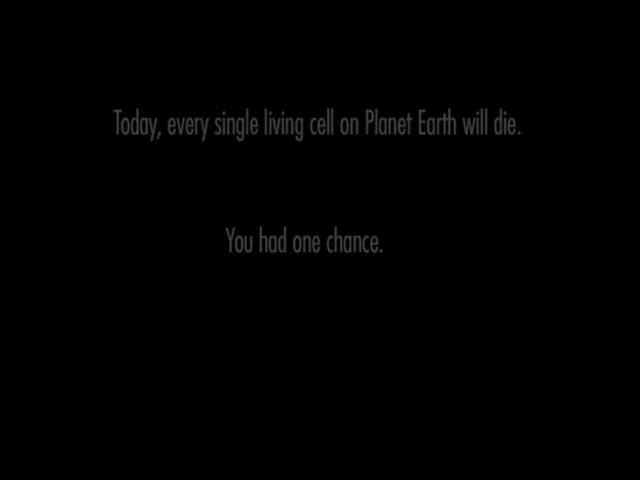 Today, every single living cell on Planet Earth will die.
You had one chance.